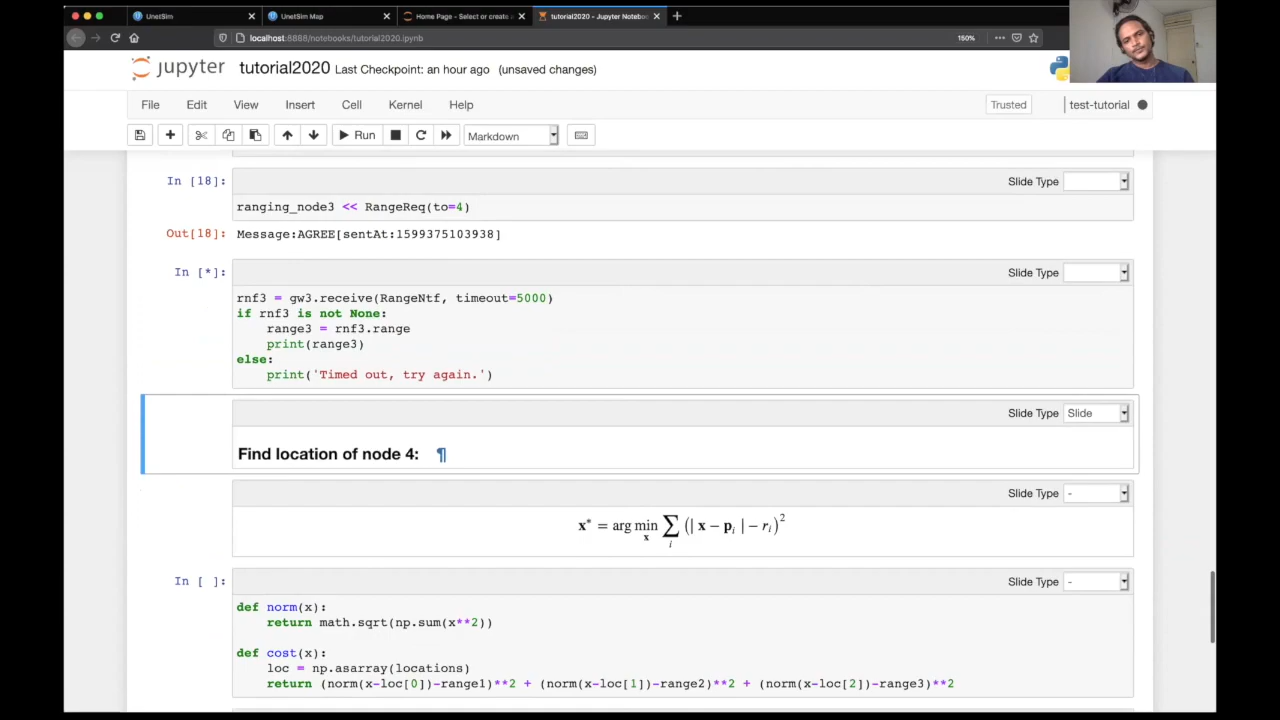 UnetSim
UnetSim Map
Home Page - Select or create a
tutorial2020 - Jupyter Notebook
localhost:8888/notebooks/tutorial2020.ipynb
150%
jupyter tutorial2020 Last Checkpoint: an hour ago (unsaved changes)
File Edit View Insert Cell Kernel Help
Trusted
test-tutorial
Run
Markdown
In [18]:
Slide Type
ranging_node3 << RangeReq(to=4)
Out[18]: Message:AGREE[sentAt:1599375103938]
In [*]:
Slide Type
rnf3 = gw3.receive(RangeNtf, timeout=5000)
if rnf3 is not None:
    range3 = rnf3.range
    print(range3)
else:
    print('Timed out, try again.')
Slide Type Slide
Find location of node 4: ¶
Slide Type -
x* = arg min_x ∑_i (| x − p_i | − r_i)^2
In [ ]:
Slide Type -
def norm(x):
    return math.sqrt(np.sum(x**2))
def cost(x):
    loc = np.asarray(locations)
    return (norm(x-loc[0])-range1)**2 + (norm(x-loc[1])-range2)**2 + (norm(x-loc[2])-range3)**2